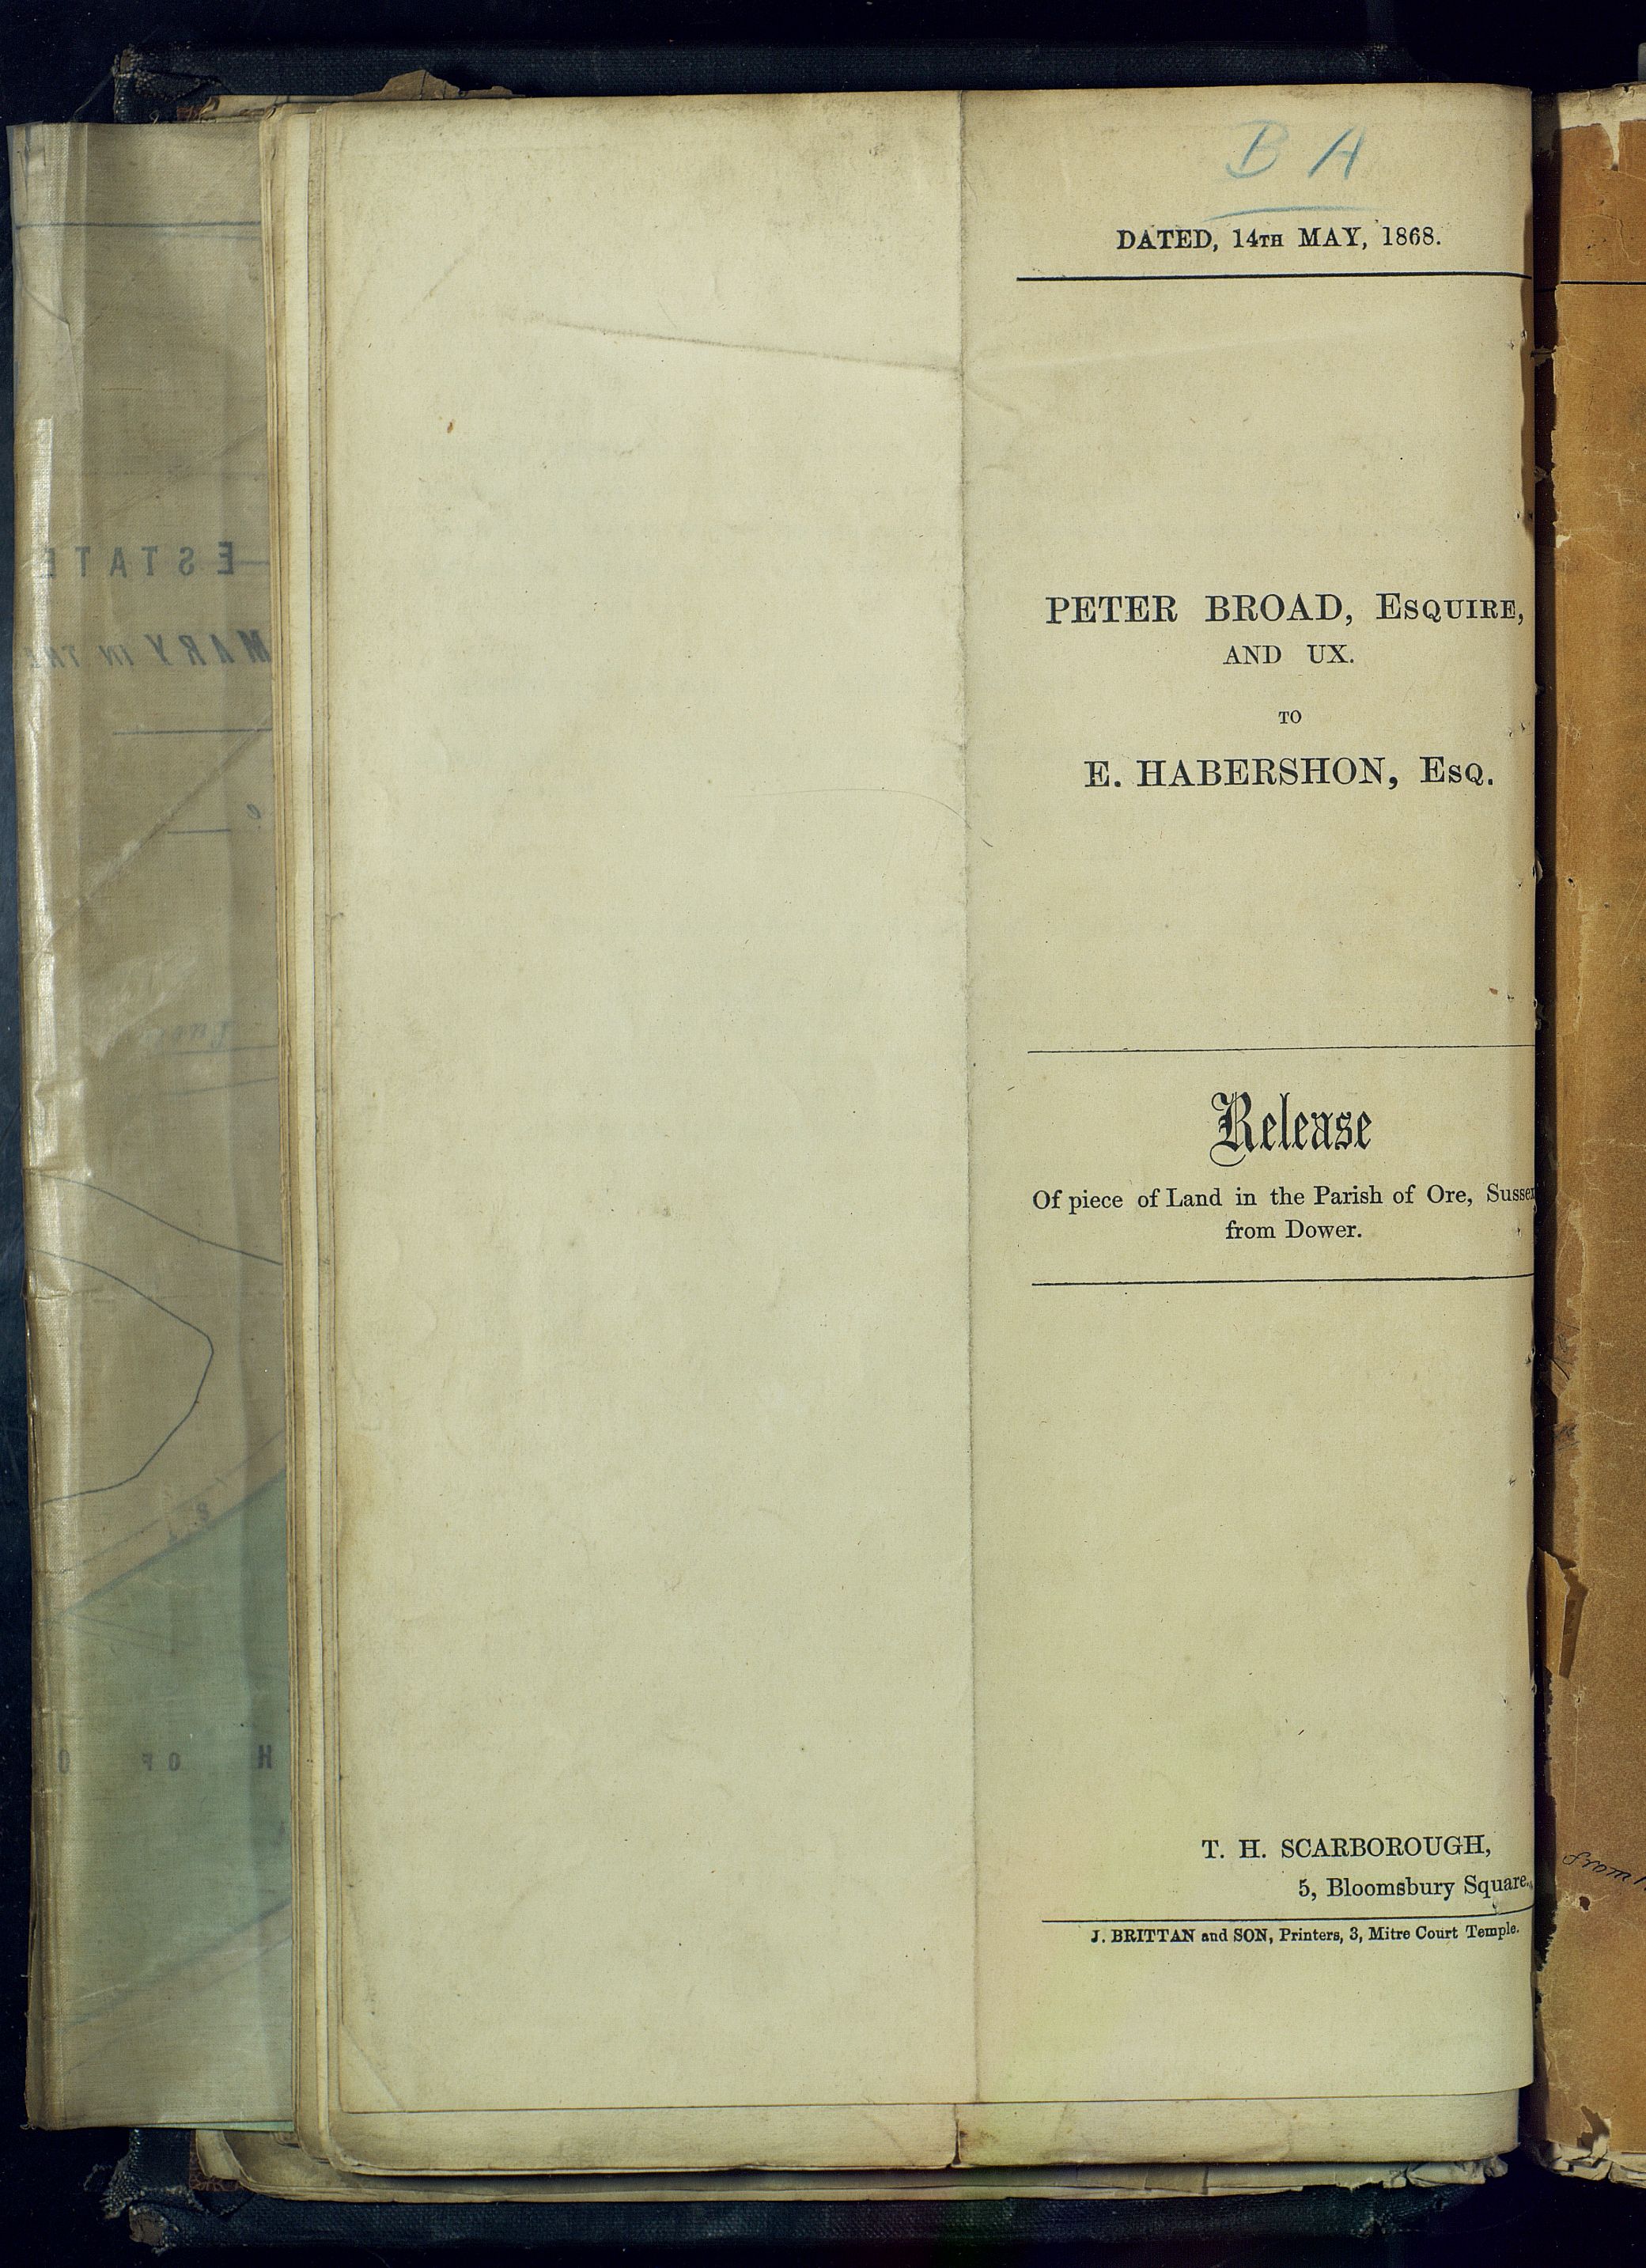 B A
DATED, 14TH MAY, 1868.
PETER BROAD, ESQUIRE,
AND UX.
TO
E. HABERSHON, ESQ.
Release
Of piece of Land in the Parish of Ore, Sussex
from Dower.
T. H. SCARBOROUGH,
5, Bloomsbury Square.
J. BRITTAN and SON, Printers, 3, Mitre Court Temple.
ESTATE
MARY IN THE
H OF O
from